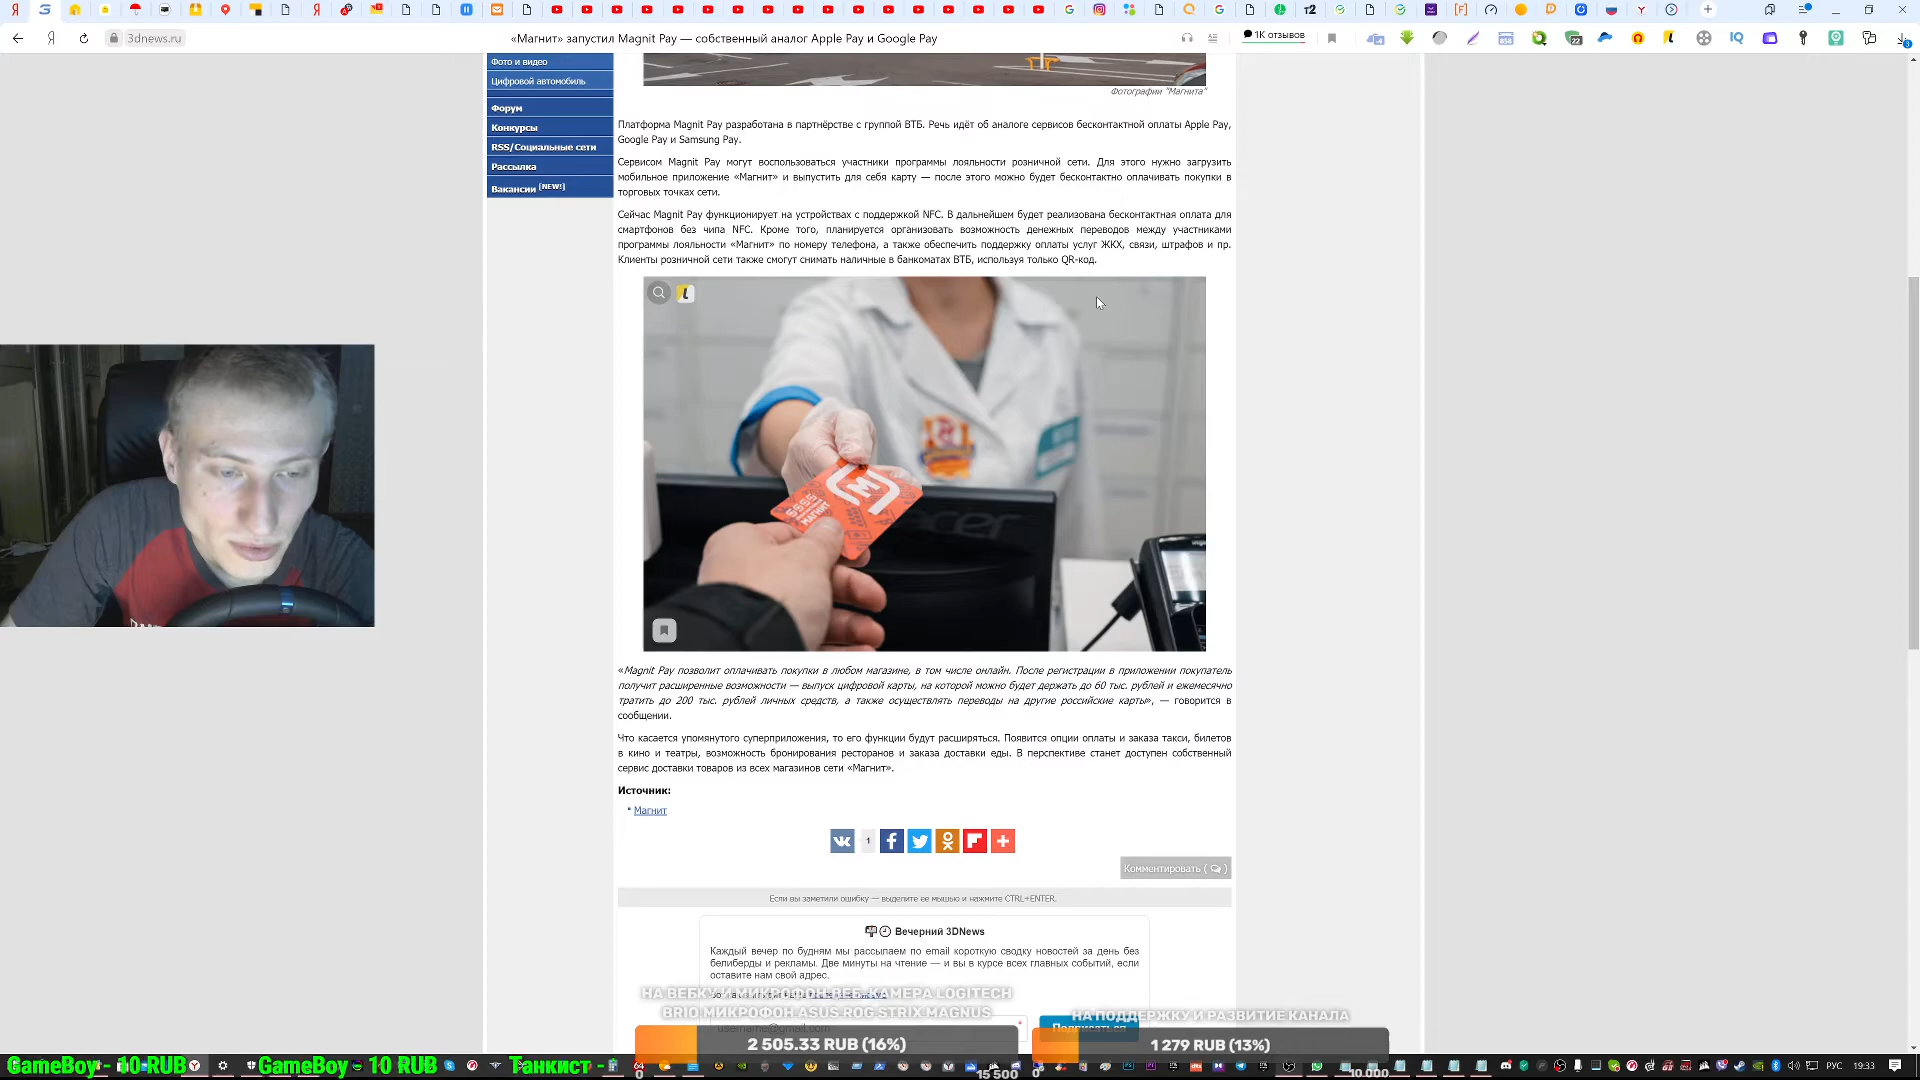 3dnews.ru
«Магнит» запустил Magnit Pay — собственный аналог Apple Pay и Google Pay
1К отзывов
Фото и видео
Цифровой автомобиль
Форум
Конкурсы
RSS/Социальные сети
Рассылка
Вакансии [NEW!]
Фотографии "Магнита"
Платформа Magnit Pay разработана в партнёрстве с группой ВТБ. Речь идёт об аналоге сервисов бесконтактной оплаты Apple Pay,
Google Pay и Samsung Pay.
Сервисом Magnit Pay могут воспользоваться участники программы лояльности розничной сети. Для этого нужно загрузить
мобильное приложение «Магнит» и выпустить для себя карту — после этого можно будет бесконтактно оплачивать покупки в
торговых точках сети.
Сейчас Magnit Pay функционирует на устройствах с поддержкой NFC. В дальнейшем будет реализована бесконтактная оплата для
смартфонов без чипа NFC. Кроме того, планируется организовать возможность денежных переводов между участниками
программы лояльности «Магнит» по номеру телефона, а также обеспечить поддержку оплаты услуг ЖКХ, связи, штрафов и пр.
Клиенты розничной сети также смогут снимать наличные в банкоматах ВТБ, используя только QR-код.
М
МАГНИТ
acer
«Magnit Pay позволит оплачивать покупки в любом магазине, в том числе онлайн. После регистрации в приложении покупатель
получит расширенные возможности — выпуск цифровой карты, на которой можно будет держать до 60 тыс. рублей и ежемесячно
тратить до 200 тыс. рублей личных средств, а также осуществлять переводы на другие российские карты», — говорится в
сообщении.
Что касается упомянутого суперприложения, то его функции будут расширяться. Появится опции оплаты и заказа такси, билетов
в кино и театры, возможность бронирования ресторанов и заказа доставки еды. В перспективе станет доступен собственный
сервис доставки товаров из всех магазинов сети «Магнит».
Источник:
Магнит
1
Комментировать ( )
Если вы заметили ошибку — выделите ее мышью и нажмите CTRL+ENTER.
Вечерний 3DNews
Каждый вечер по будням мы рассылаем по email короткую сводку новостей за день без
белиберды и рекламы. Две минуты на чтение — и вы в курсе всех главных событий, если
оставите нам свой адрес.
НА ВЕБКУ И МИКРОФОН ВЕБ-КАМЕРА LOGITECH
BRIO МИКРОФОН ASUS ROG STRIX MAGNUS
username@gmail.com
Подписаться
НА ПОДДЕРЖКУ И РАЗВИТИЕ КАНАЛА
2 505.33 RUB (16%)
1 279 RUB (13%)
0
15 500
0
10 000
GameBoy - 10 RUB
GameBoy 10 RUB
Танкист -
РУС
19:33